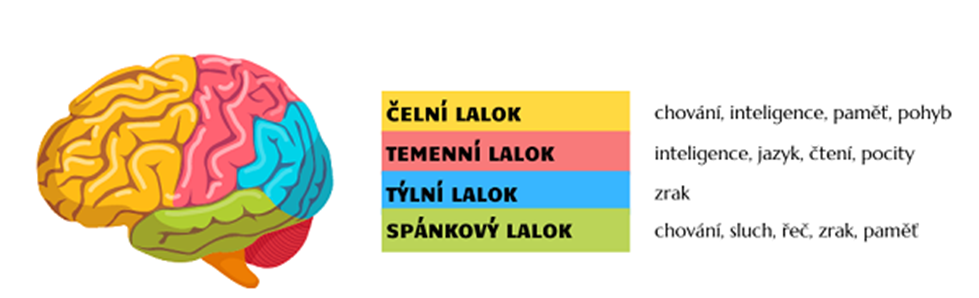 ČELNÍ LALOK chování, inteligence, paměť, pohyb
TEMENNÍ LALOK inteligence, jazyk, čtení, pocity
TÝLNÍ LALOK zrak
SPÁNKOVÝ LALOK chování, sluch, řeč, zrak, paměť